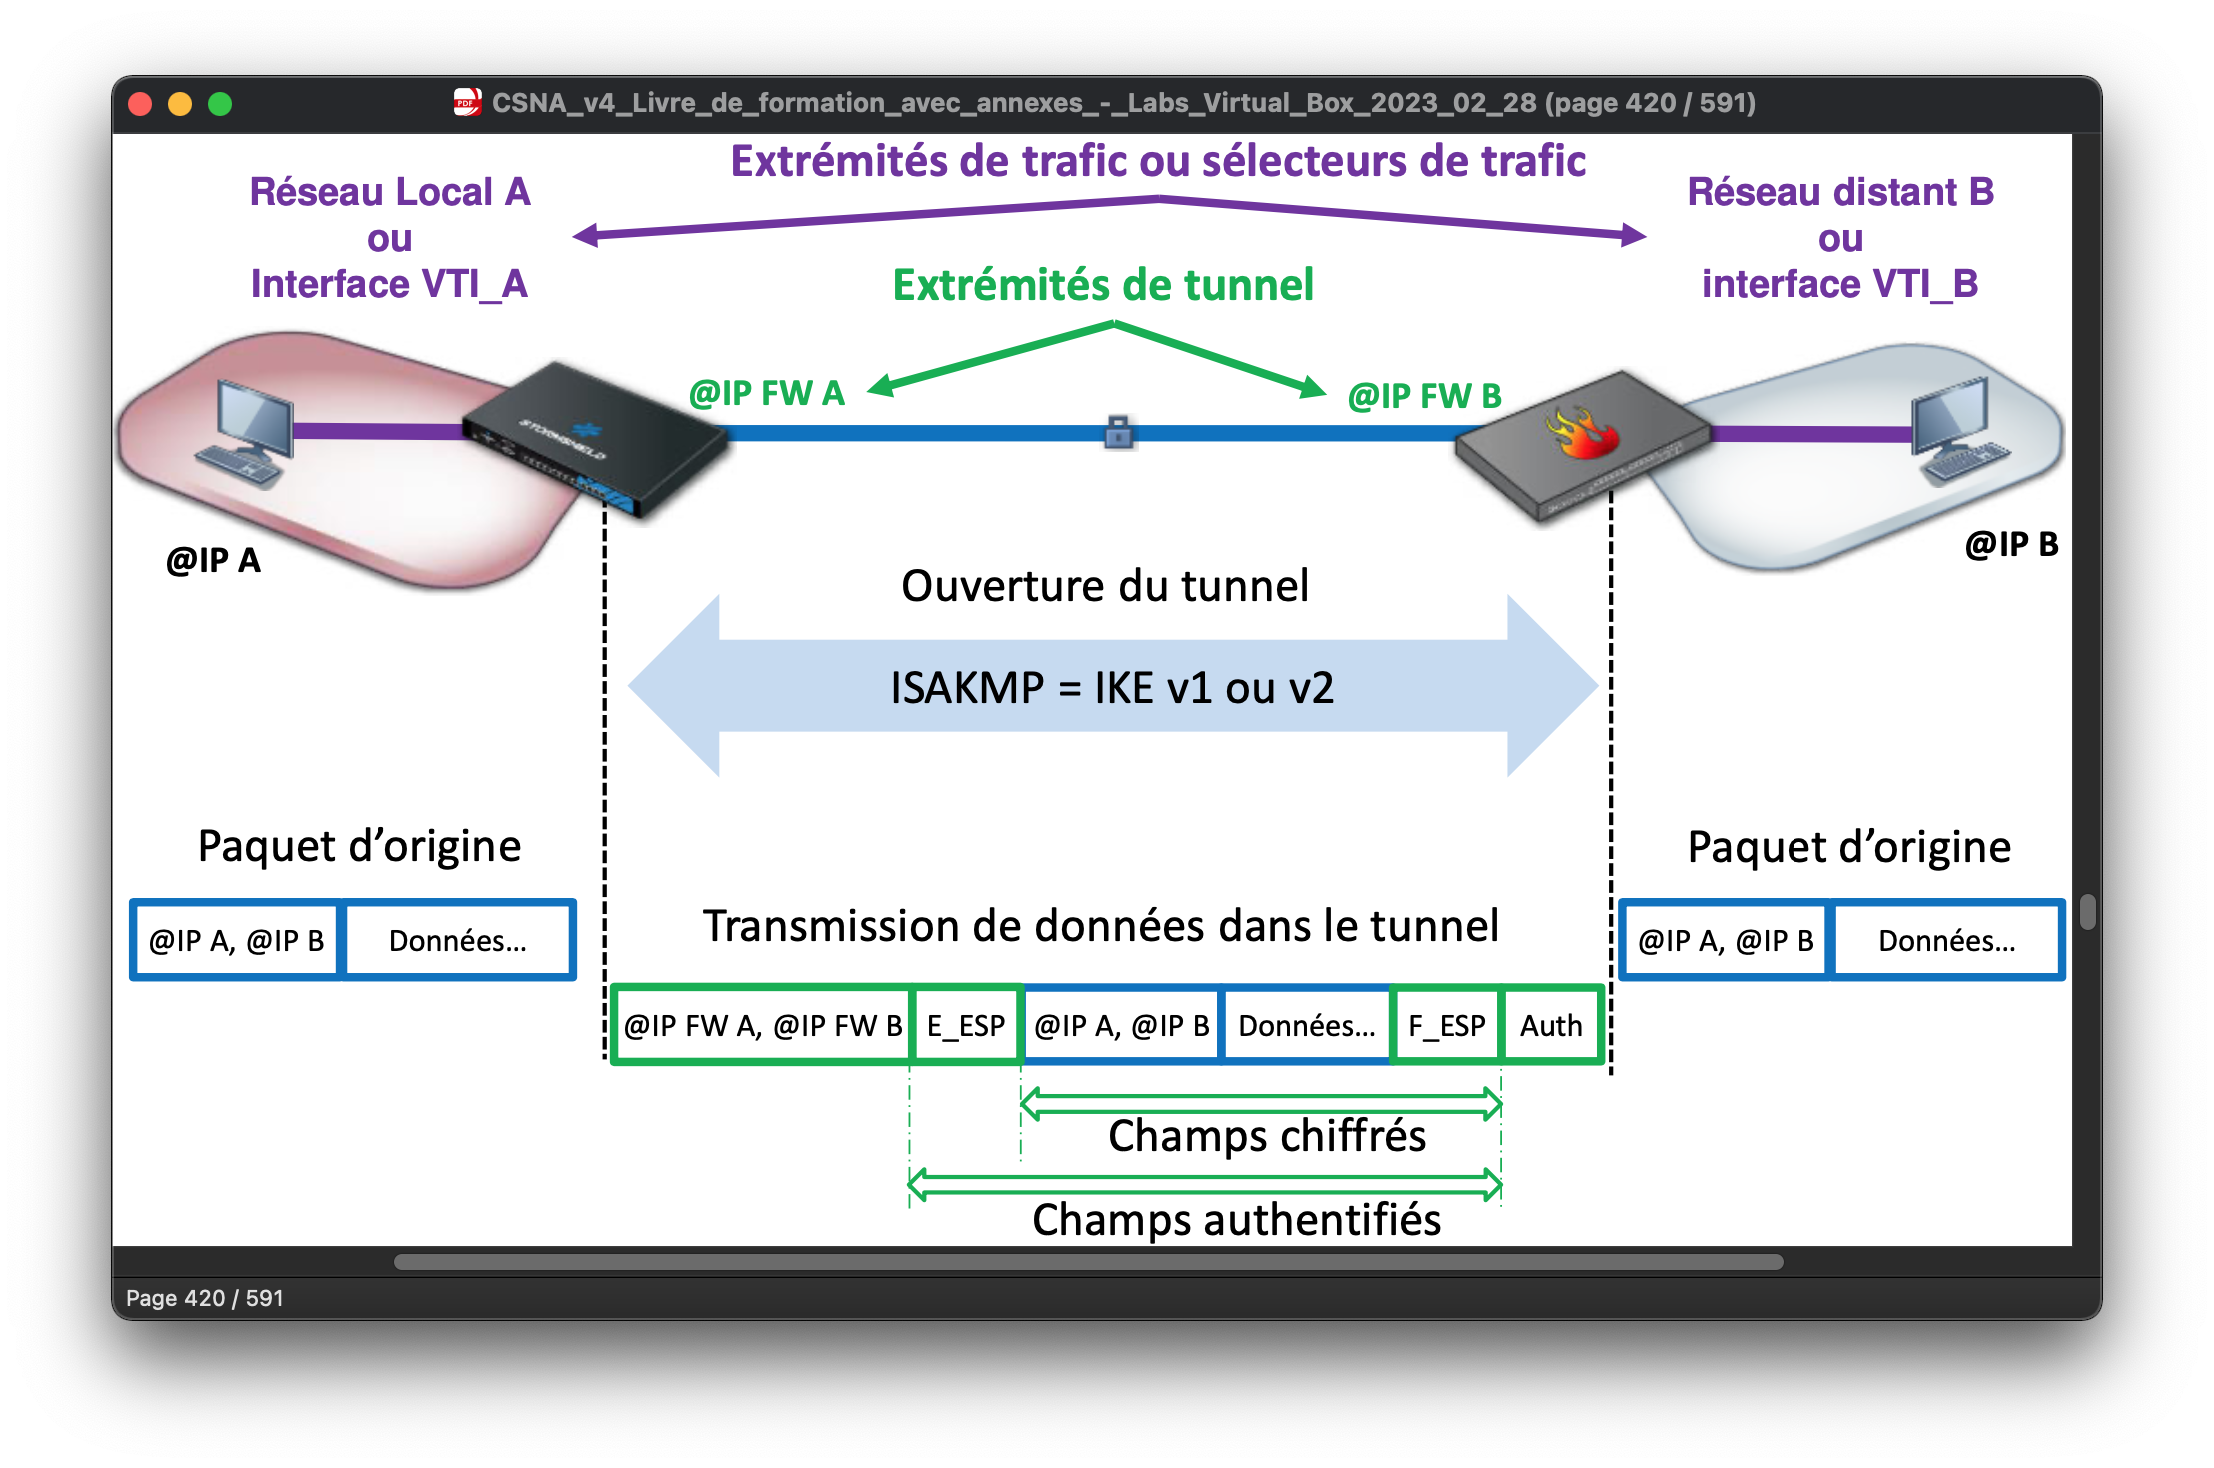 CSNA_v4_Livre_de_formation_avec_annexes_-_Labs_Virtual_Box_2023_02_28 (page 420 / 591)
Extrémités de trafic ou sélecteurs de trafic
Réseau Local A
ou
Interface VTI_A
Réseau distant B
ou
interface VTI_B
Extrémités de tunnel
@IP FW A
@IP FW B
STORMSHIELD
@IP A
@IP B
Ouverture du tunnel
ISAKMP = IKE v1 ou v2
Paquet d’origine
Paquet d’origine
@IP A, @IP B
Données...
Transmission de données dans le tunnel
@IP A, @IP B
Données...
@IP FW A, @IP FW B
E_ESP
@IP A, @IP B
Données...
F_ESP
Auth
Champs chiffrés
Champs authentifiés
Page 420 / 591